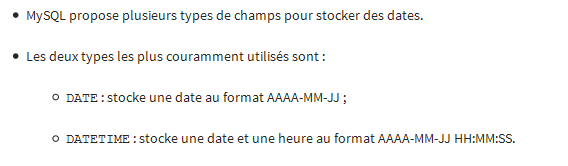 • MySQL propose plusieurs types de champs pour stocker des dates.
• Les deux types les plus couramment utilisés sont :
○ DATE : stocke une date au format AAAA-MM-JJ ;
○ DATETIME : stocke une date et une heure au format AAAA-MM-JJ HH:MM:SS.